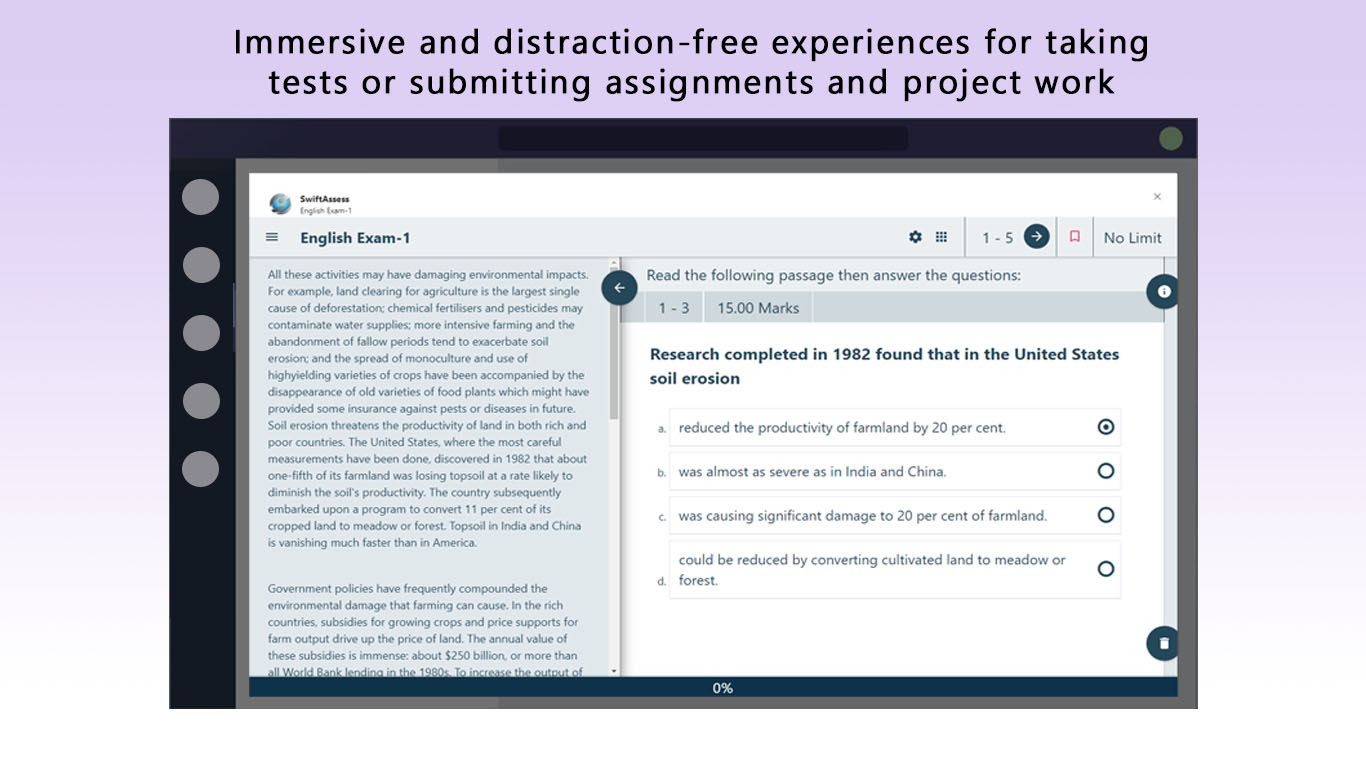 Immersive and distraction-free experiences for taking
tests or submitting assignments and project work
SwiftAssess
English Exam-1
English Exam-1
1 - 5
No Limit
All these activities may have damaging environmental impacts.
For example, land clearing for agriculture is the largest single
cause of deforestation; chemical fertilisers and pesticides may
contaminate water supplies; more intensive farming and the
abandonment of fallow periods tend to exacerbate soil
erosion; and the spread of monoculture and use of
highyielding varieties of crops have been accompanied by the
disappearance of old varieties of food plants which might have
provided some insurance against pests or diseases in future.
Soil erosion threatens the productivity of land in both rich and
poor countries. The United States, where the most careful
measurements have been done, discovered in 1982 that about
one-fifth of its farmland was losing topsoil at a rate likely to
diminish the soil's productivity. The country subsequently
embarked upon a program to convert 11 per cent of its
cropped land to meadow or forest. Topsoil in India and China
is vanishing much faster than in America.
Government policies have frequently compounded the
environmental damage that farming can cause. In the rich
countries, subsidies for growing crops and price supports for
farm output drive up the price of land. The annual value of
these subsidies is immense: about $250 billion, or more than
all World Bank lending in the 1980s. To increase the output of
Read the following passage then answer the questions:
1 - 3
15.00 Marks
Research completed in 1982 found that in the United States
soil erosion
a. reduced the productivity of farmland by 20 per cent.
b. was almost as severe as in India and China.
c. was causing significant damage to 20 per cent of farmland.
could be reduced by converting cultivated land to meadow or
d. forest.
0%